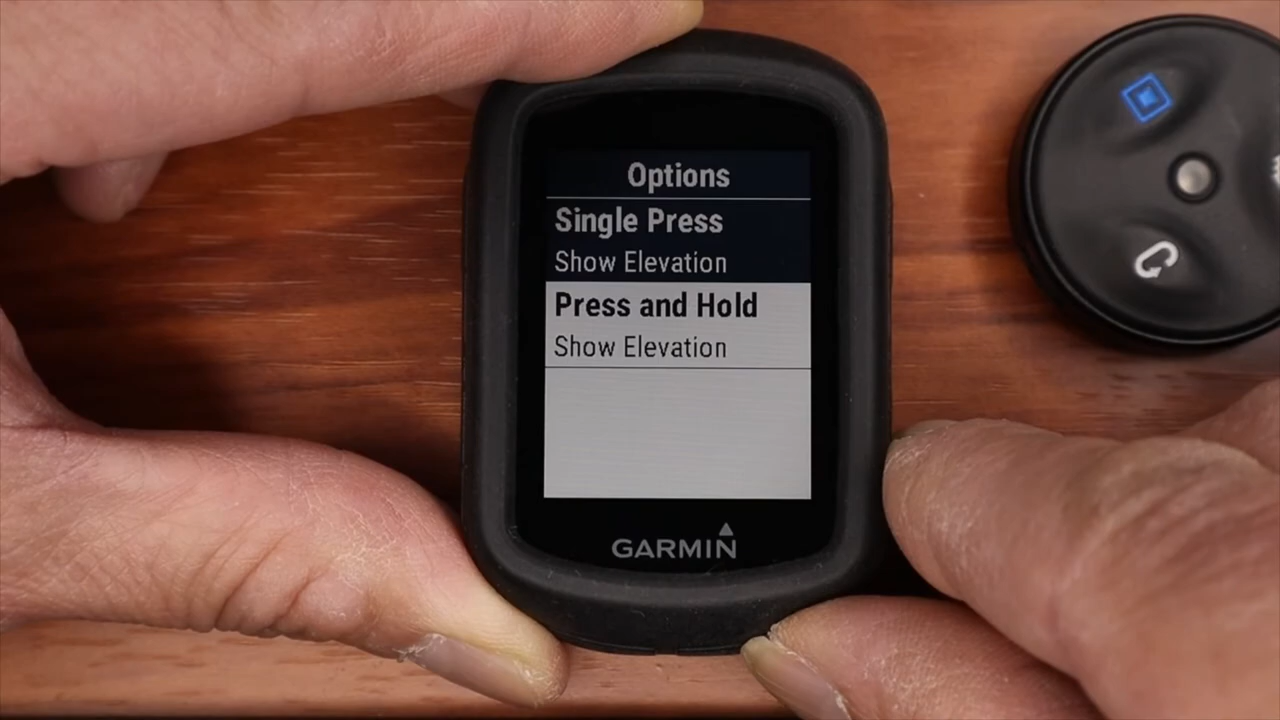 Options
Single Press
Show Elevation
Press and Hold
Show Elevation
GARMIN